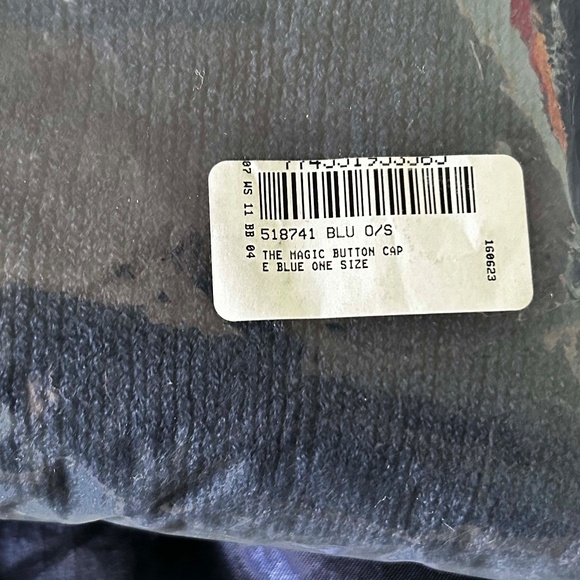 518741 BLU O/S
THE MAGIC BUTTON CAP
E BLUE ONE SIZE
07 WS 11 BB 04
160623